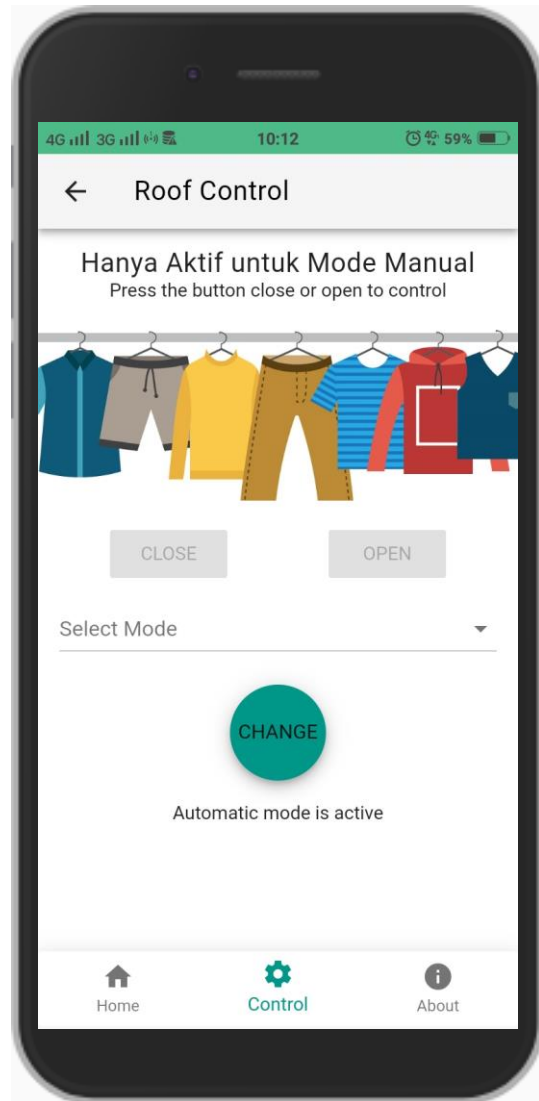 4G 3G 10:12 4G 59%
Roof Control
Hanya Aktif untuk Mode Manual
Press the button close or open to control
CLOSE OPEN
Select Mode
CHANGE
Automatic mode is active
Home Control About